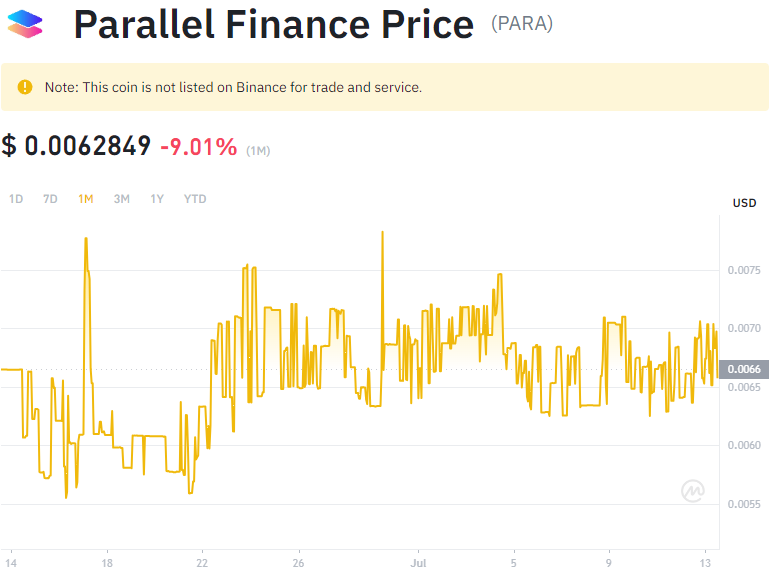 Parallel Finance Price (PARA)
Note: This coin is not listed on Binance for trade and service.
$ 0.0062849 -9.01% (1M)
1D 7D 1M 3M 1Y YTD
USD
0.0075
0.0070
0.0066
0.0065
0.0060
0.0055
14 18 22 26 Jul 5 9 13